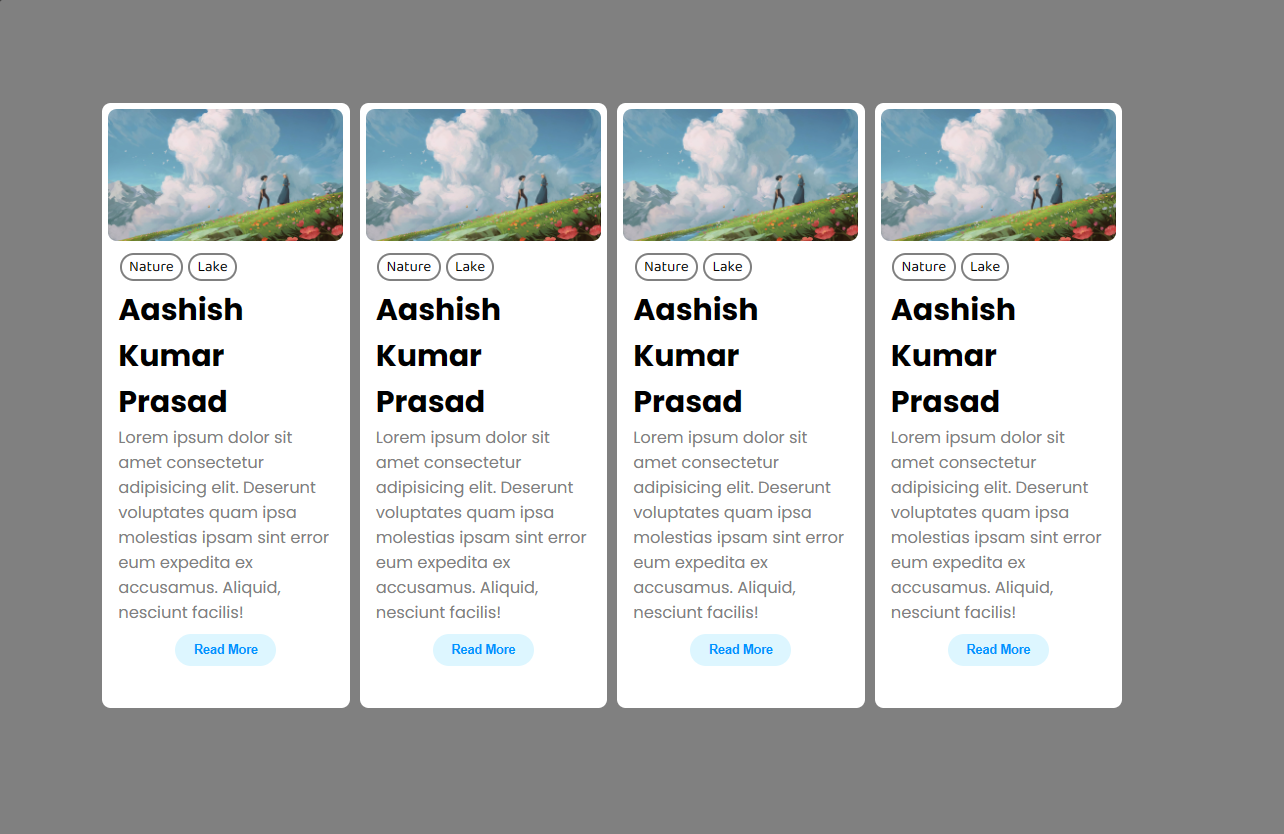 Nature Lake
Aashish
Kumar
Prasad
Lorem ipsum dolor sit
amet consectetur
adipisicing elit. Deserunt
voluptates quam ipsa
molestias ipsam sint error
eum expedita ex
accusamus. Aliquid,
nesciunt facilis!
Read More
Nature Lake
Aashish
Kumar
Prasad
Lorem ipsum dolor sit
amet consectetur
adipisicing elit. Deserunt
voluptates quam ipsa
molestias ipsam sint error
eum expedita ex
accusamus. Aliquid,
nesciunt facilis!
Read More
Nature Lake
Aashish
Kumar
Prasad
Lorem ipsum dolor sit
amet consectetur
adipisicing elit. Deserunt
voluptates quam ipsa
molestias ipsam sint error
eum expedita ex
accusamus. Aliquid,
nesciunt facilis!
Read More
Nature Lake
Aashish
Kumar
Prasad
Lorem ipsum dolor sit
amet consectetur
adipisicing elit. Deserunt
voluptates quam ipsa
molestias ipsam sint error
eum expedita ex
accusamus. Aliquid,
nesciunt facilis!
Read More